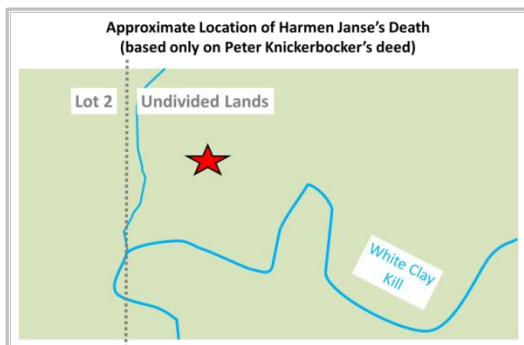 Approximate Location of Harmen Janse's Death
(based only on Peter Knickerbocker's deed)
Lot 2
Undivided Lands
White Clay
Kill